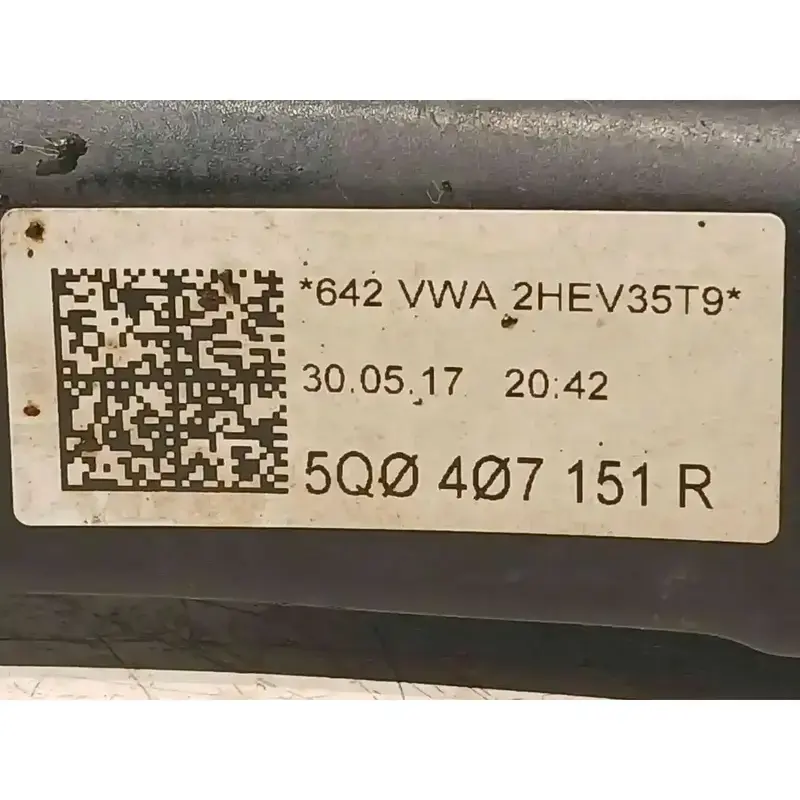 *642 VWA 2HEV35T9*
30.05.17 20:42
5QØ 4Ø7 151 R